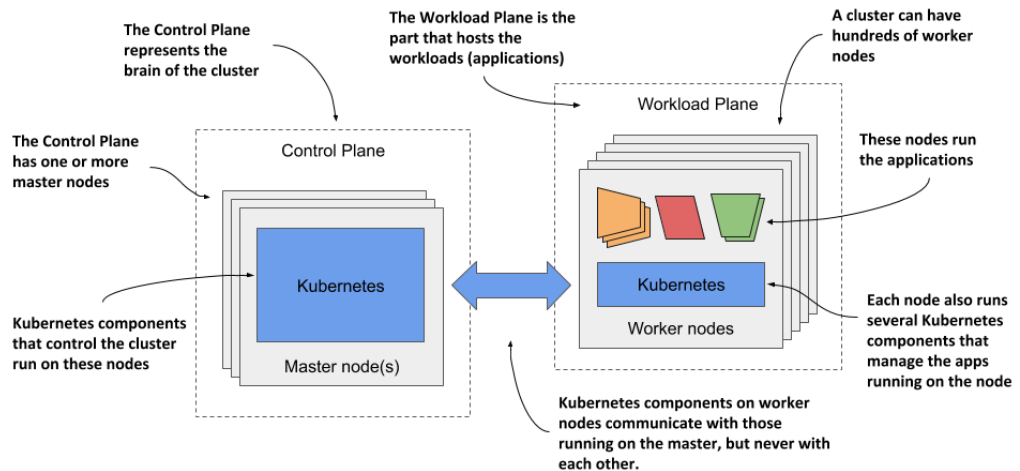 The Control Plane
represents the
brain of the cluster
The Workload Plane is the
part that hosts the
workloads (applications)
A cluster can have
hundreds of worker
nodes
The Control Plane
has one or more
master nodes
Control Plane
Workload Plane
These nodes run
the applications
Kubernetes
Kubernetes
Kubernetes components
that control the cluster
run on these nodes
Master node(s)
Worker nodes
Each node also runs
several Kubernetes
components that
manage the apps
running on the node
Kubernetes components on worker
nodes communicate with those
running on the master, but never with
each other.